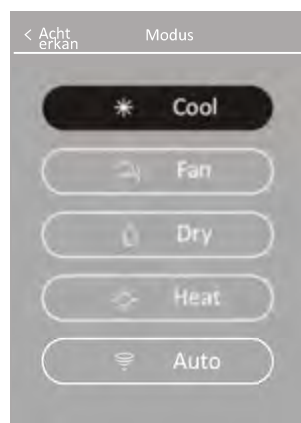 < Acht
erkan
Modus
Cool
Fan
Dry
Heat
Auto